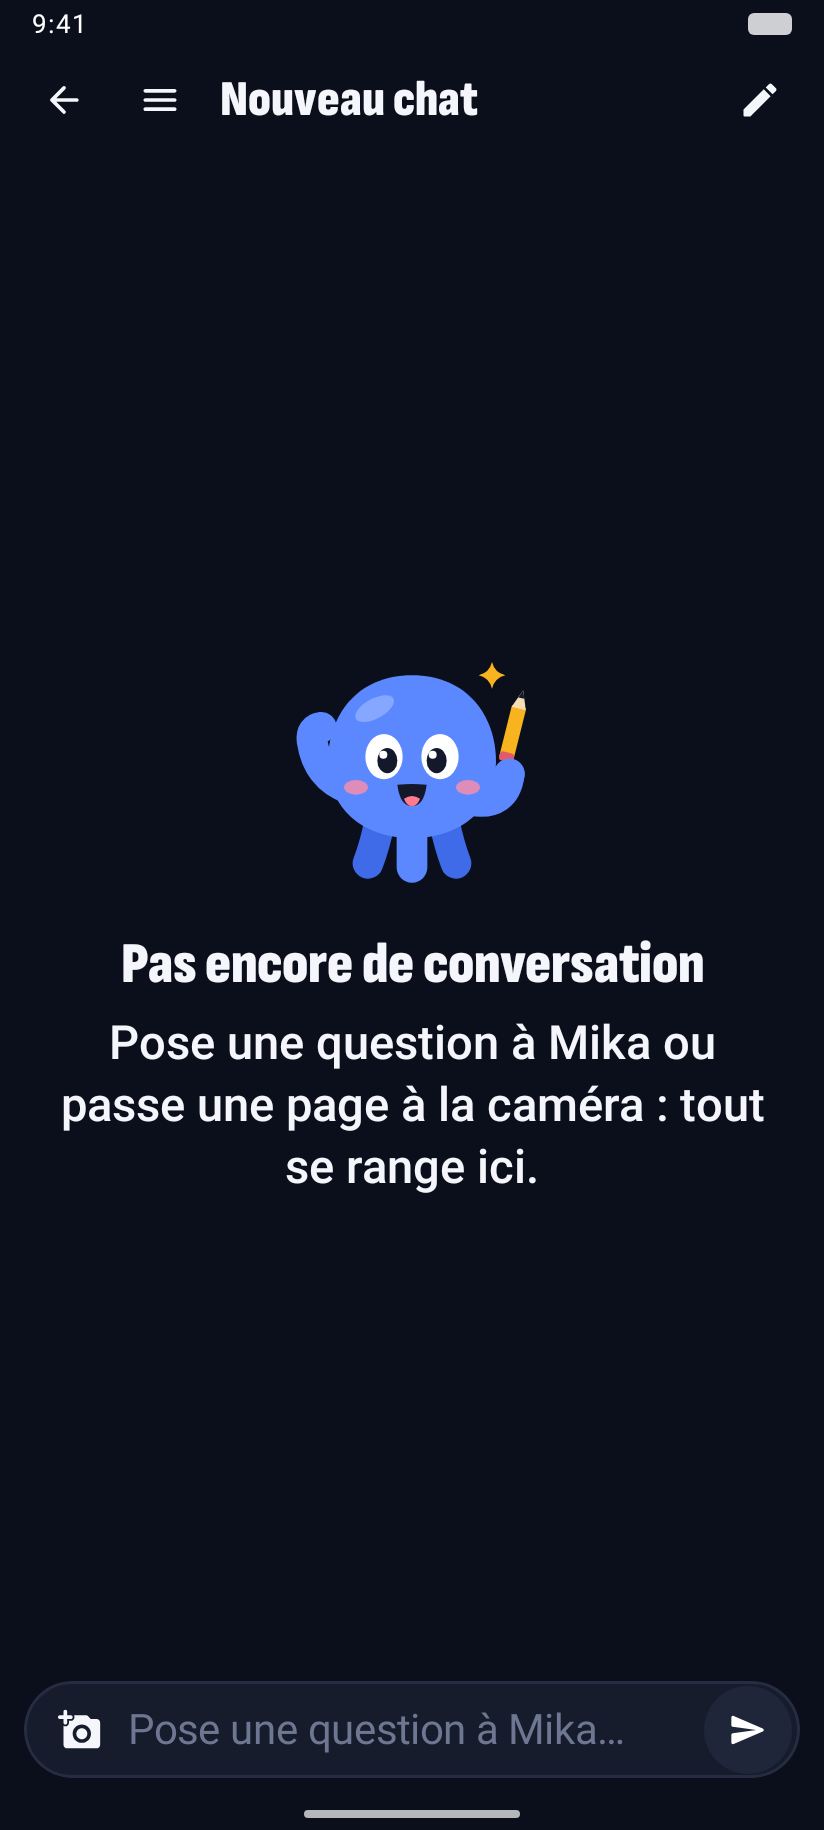 9:41
Nouveau chat
Pas encore de conversation
Pose une question à Mika ou
passe une page à la caméra : tout
se range ici.
Pose une question à Mika...